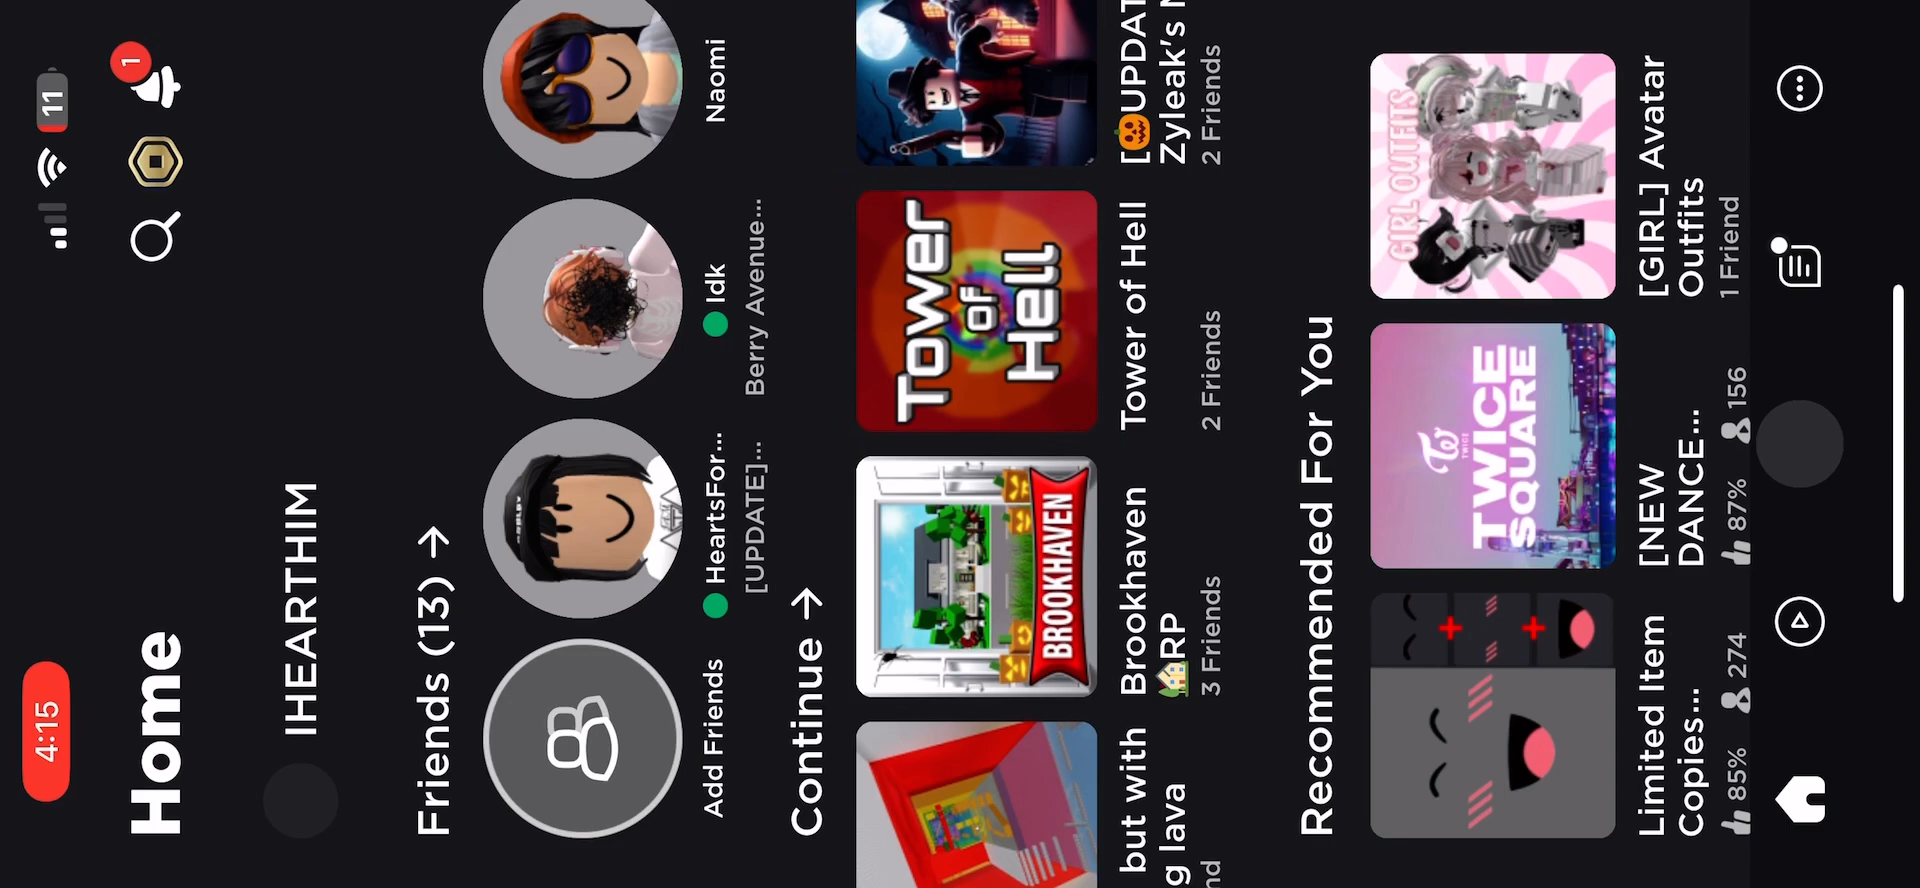 4:15
11
Home
1
IHEARTHIM
Friends (13) →
Add Friends
HeartsFor...
[UPDATE]...
Idk
Berry Avenue...
Naomi
Continue →
but with
g lava
nd
BROOKHAVEN
Brookhaven
🏡RP
3 Friends
Tower
of
Hell
Tower of Hell
2 Friends
[🎃UPDAT
Zyleak's
2 Friends
Recommended For You
Limited Item
Copies...
85% 274
TWICE
TWICE
SQUARE
[NEW
DANCE...
87% 156
GIRL OUTFITS
[GIRL] Avatar
Outfits
1 Friend